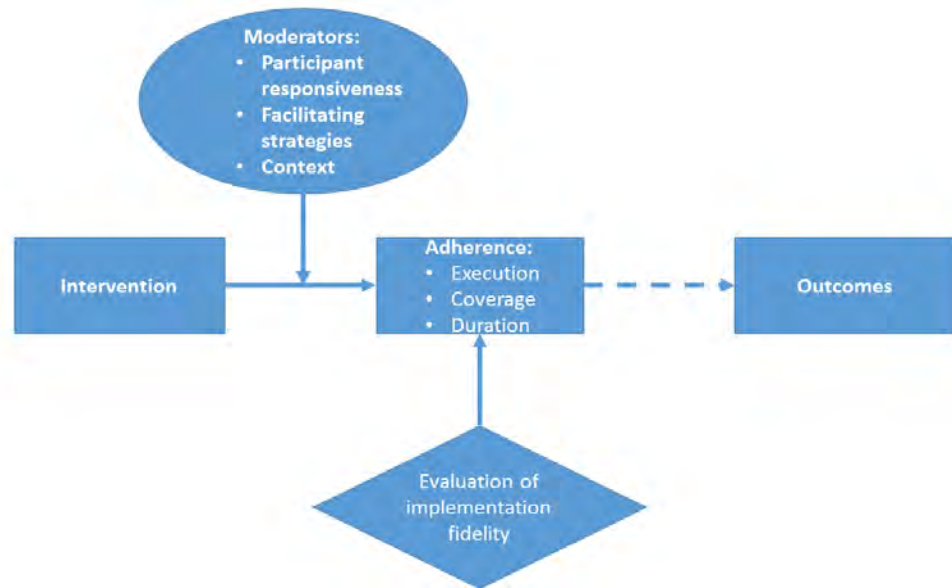 Moderators:
• Participant
responsiveness
• Facilitating
strategies
• Context
Intervention
Adherence:
• Execution
• Coverage
• Duration
Outcomes
Evaluation of
implementation
fidelity